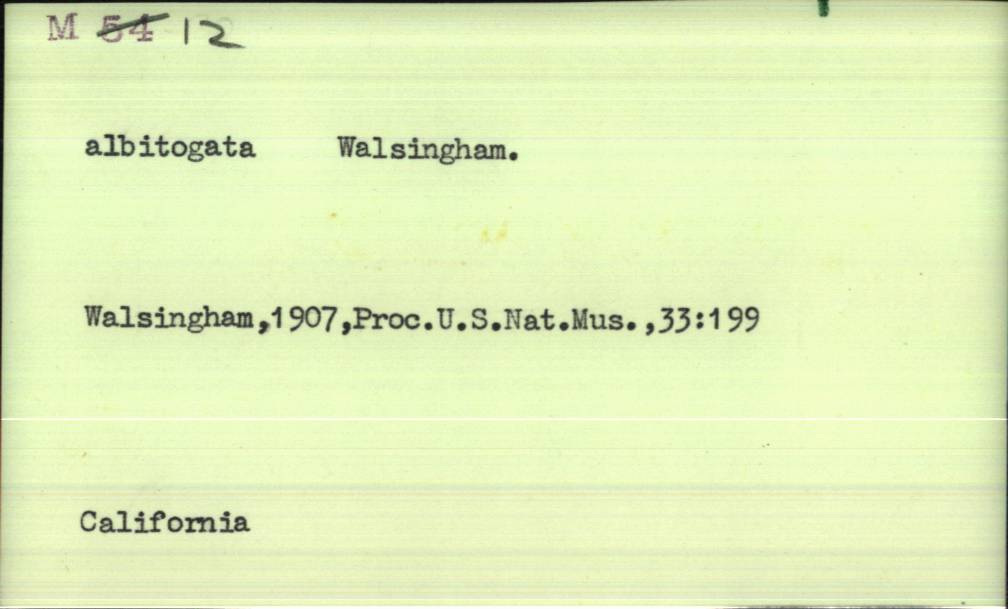 M 54 12
albitogata Walsingham.
Walsingham,1907,Proc.U.S.Nat.Mus.,33:199
California